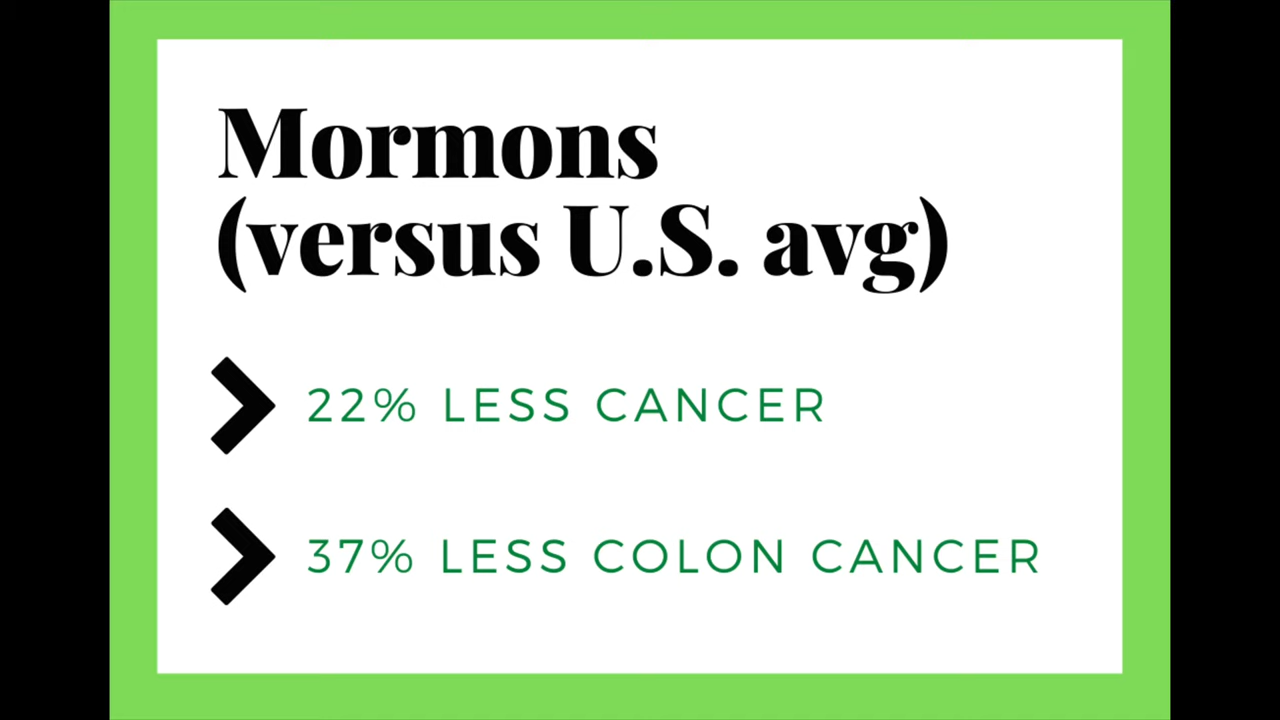 Mormons
(versus U.S. avg)
22% LESS CANCER
37% LESS COLON CANCER